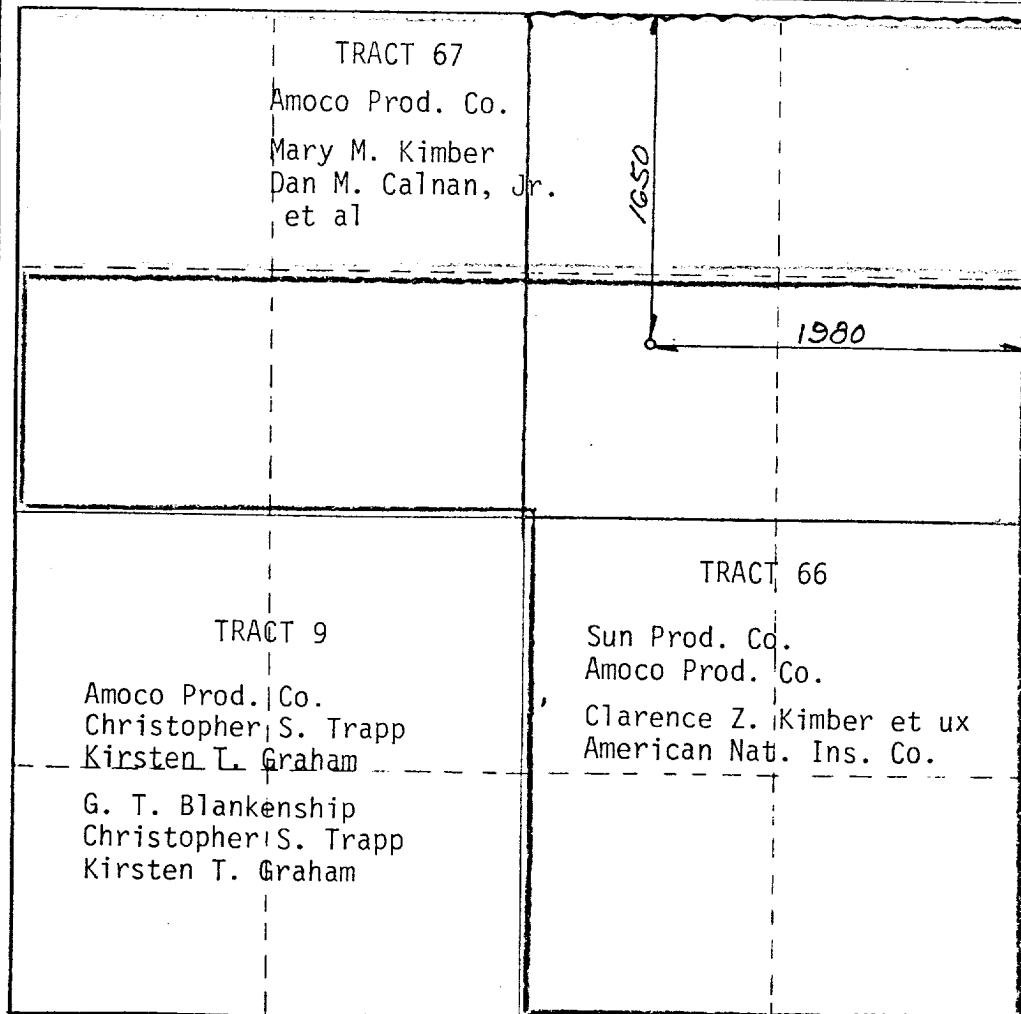 TRACT 67
Amoco Prod. Co.
Mary M. Kimber
Dan M. Calnan, Jr.
et al
1650
1980
TRACT 9
Amoco Prod. Co.
Christopher S. Trapp
Kirsten T. Graham
G. T. Blankenship
Christopher S. Trapp
Kirsten T. Graham
TRACT 66
Sun Prod. Co.
Amoco Prod. Co.
Clarence Z. Kimber et ux
American Nat. Ins. Co.